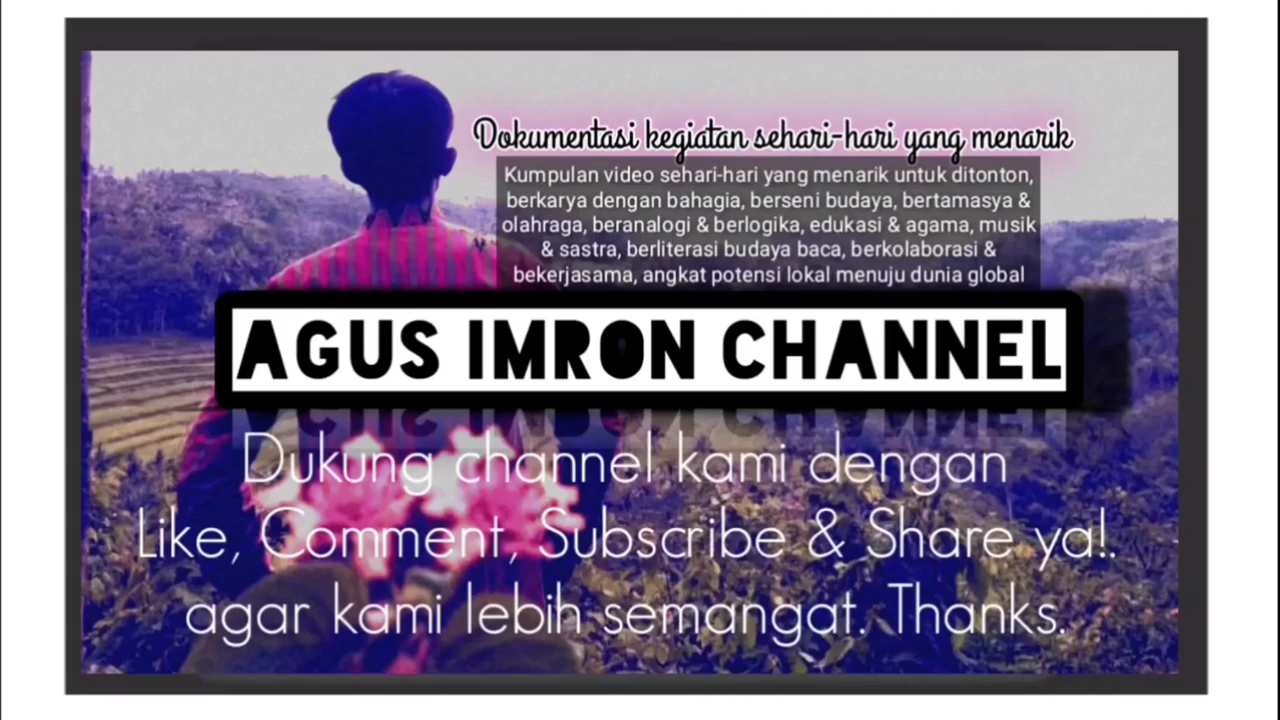 Dokumentasi kegiatan sehari-hari yang menarik
Kumpulan video sehari-hari yang menarik untuk ditonton,
berkarya dengan bahagia, berseni budaya, bertamasya &
olahraga, beranalogi & berlogika, edukasi & agama, musik
& sastra, berliterasi budaya baca, berkolaborasi &
bekerjasama, angkat potensi lokal menuju dunia global
AGUS IMRON CHANNEL
Dukung channel kami dengan
Like, Comment, Subscribe & Share ya!.
agar kami lebih semangat. Thanks.